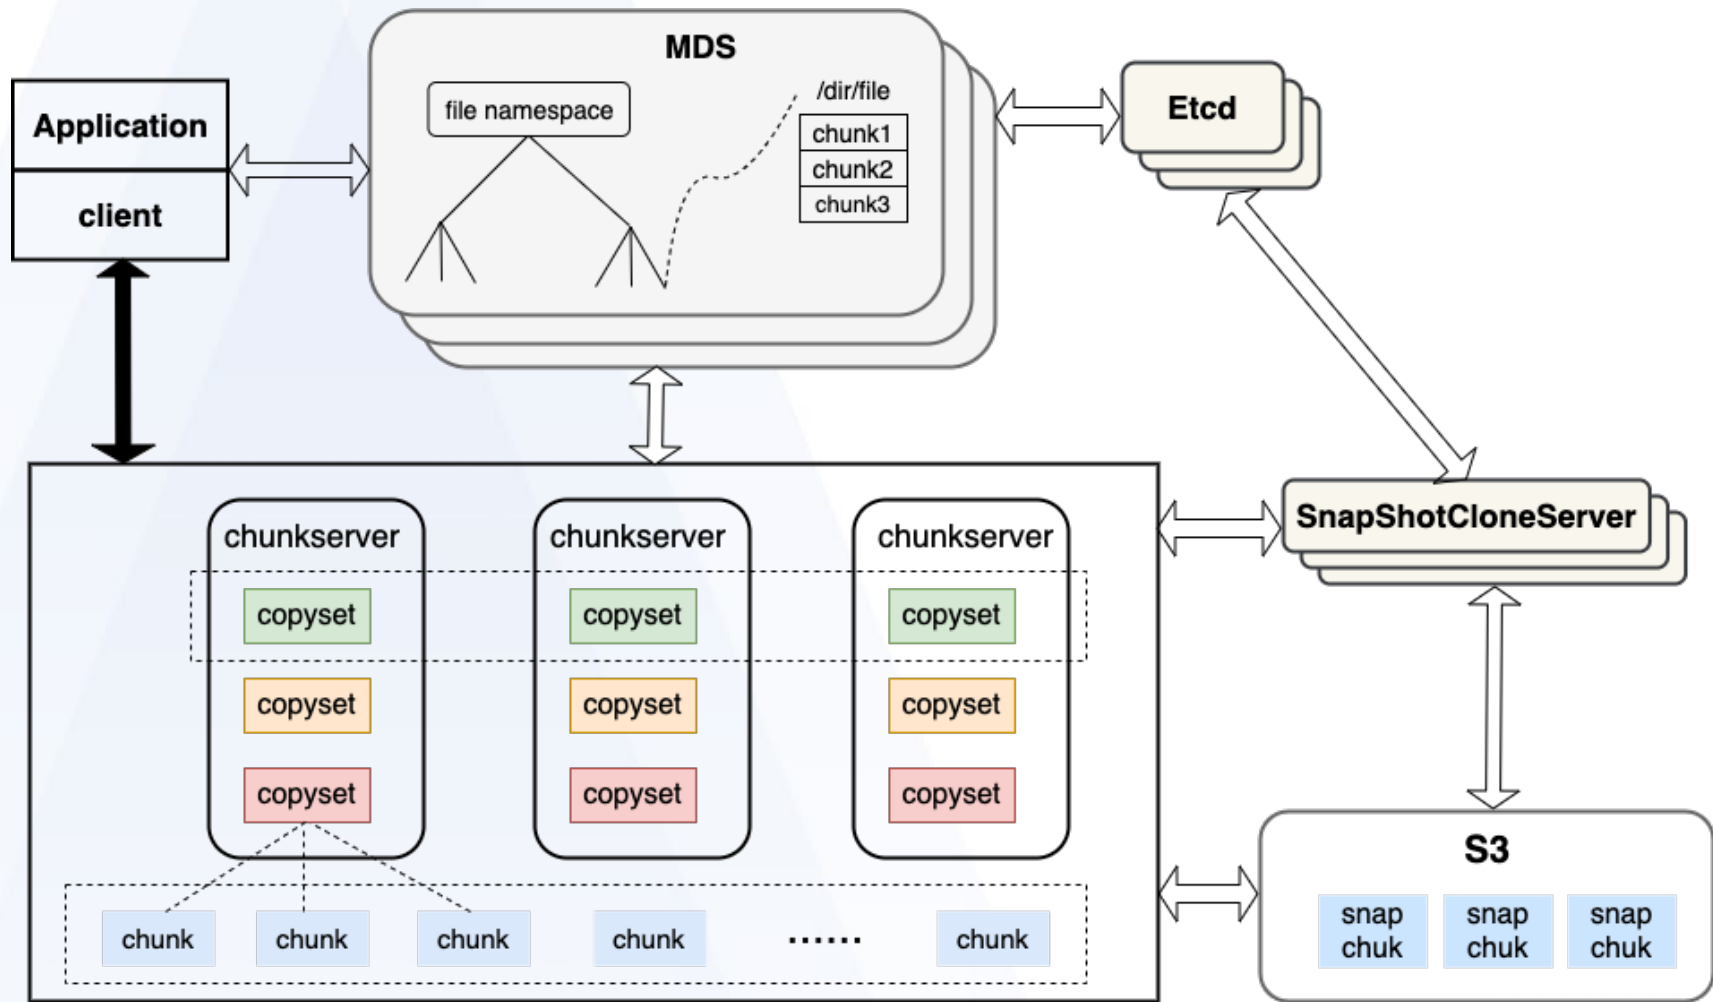 MDS
file namespace
/dir/file
chunk1
chunk2
chunk3
Etcd
Application
client
chunkserver
chunkserver
chunkserver
copyset
copyset
copyset
copyset
copyset
copyset
copyset
copyset
copyset
chunk
chunk
chunk
chunk
......
chunk
SnapShotCloneServer
S3
snap
chuk
snap
chuk
snap
chuk